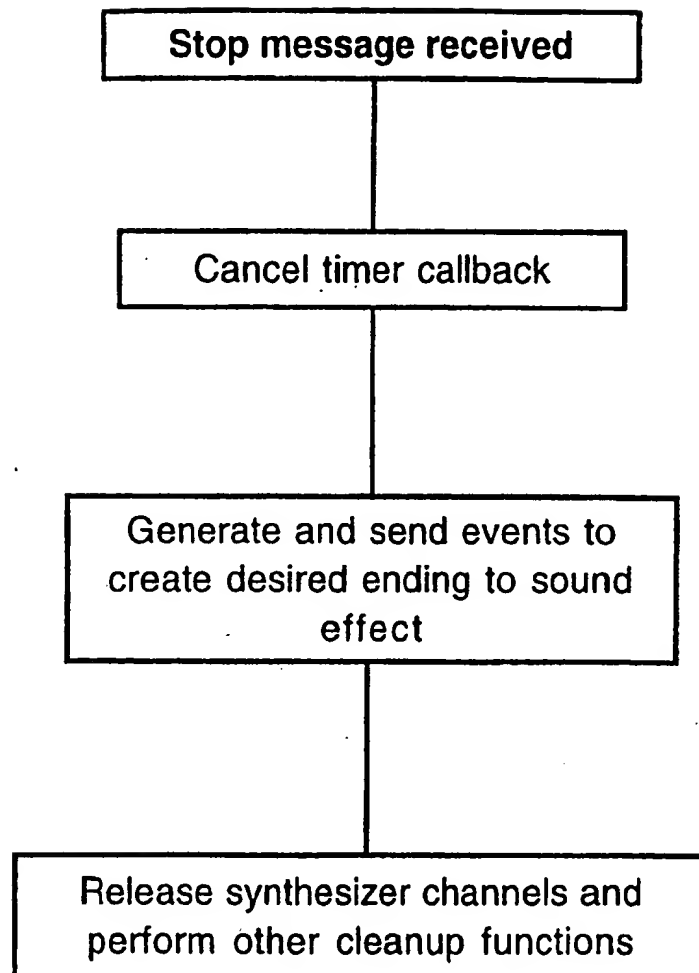 Stop message received
Cancel timer callback
Generate and send events to
create desired ending to sound
effect
Release synthesizer channels and
perform other cleanup functions